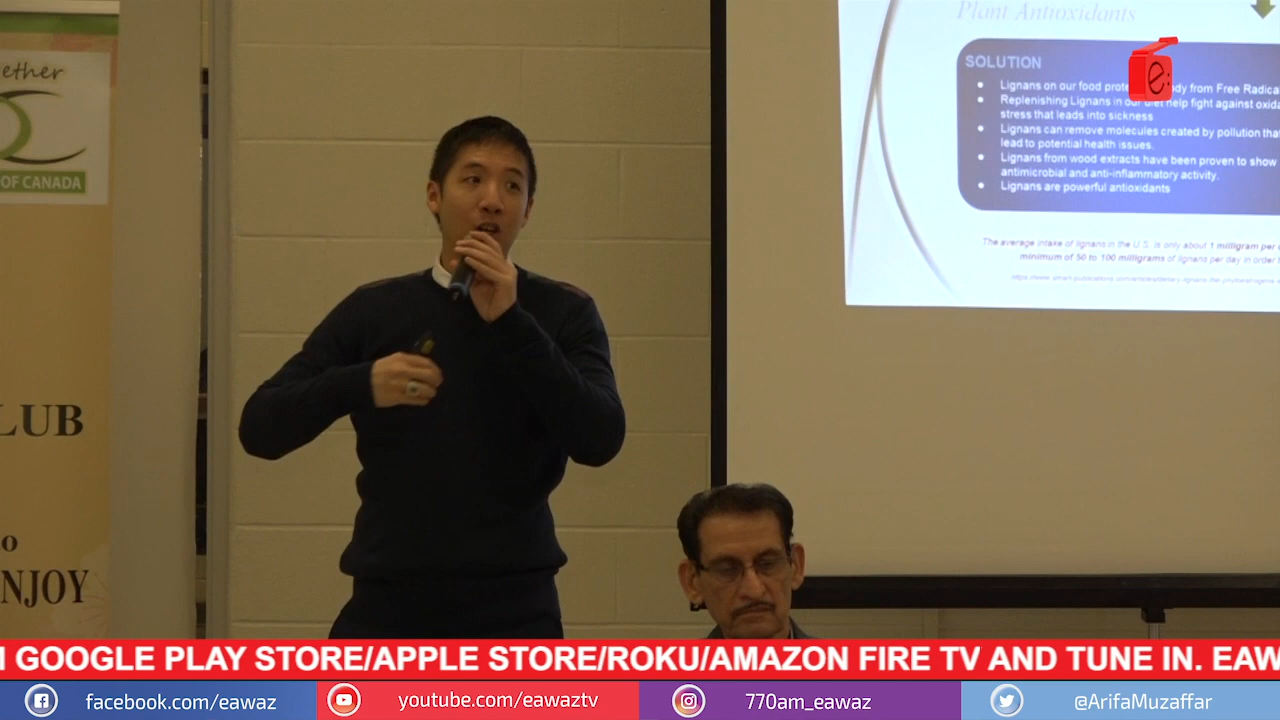 ether
OF CANADA
LUB
o
NJOY
Plant Antioxidants
SOLUTION
Lignans on our food prote dy from Free Radica
Replenishing Lignans in our diet help fight against oxida
stress that leads into sickness
Lignans can remove molecules created by pollution that
lead to potential health issues.
Lignans from wood extracts have been proven to show
antimicrobial and anti-inflammatory activity.
Lignans are powerful antioxidants
The average intake of lignans in the U.S. is only about 1 milligram per
minimum of 50 to 100 milligrams of lignans per day in order
e:
GOOGLE PLAY STORE/APPLE STORE/ROKU/AMAZON FIRE TV AND TUNE IN. EAW
facebook.com/eawaz
youtube.com/eawaztv
770am_eawaz
@ArifaMuzaffar